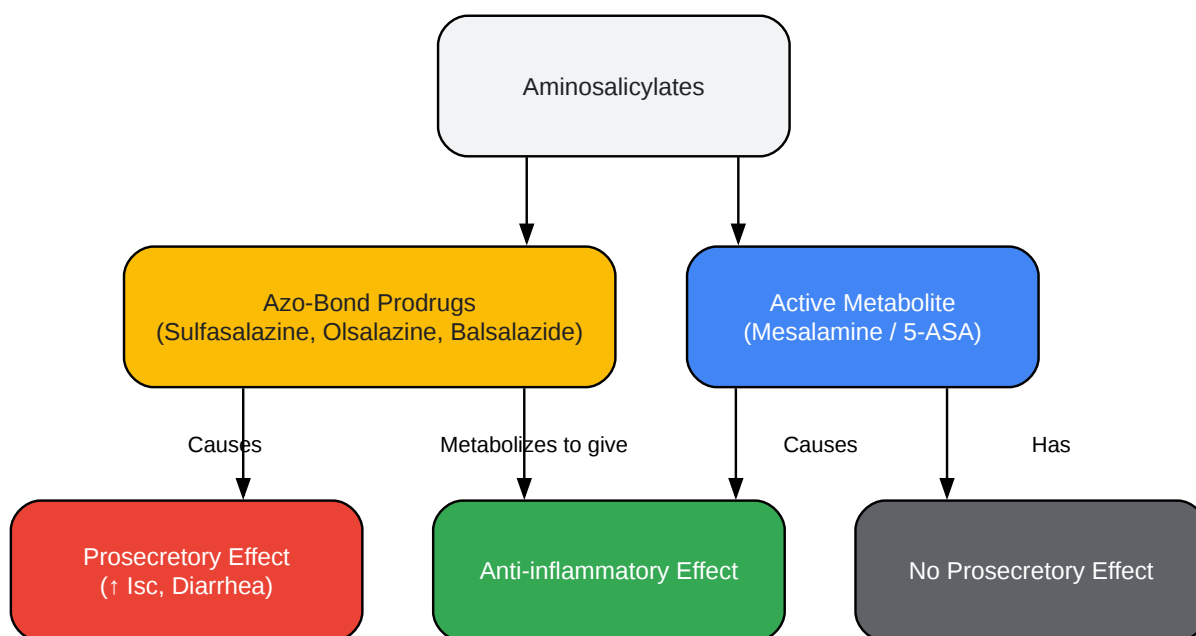 Aminosalicylates
Azo-Bond Prodrugs
(Sulfasalazine, Olsalazine, Balsalazide)
Active Metabolite
(Mesalamine / 5-ASA)
Causes
Metabolizes to give
Causes
Has
Prosecretory Effect
(↑ Isc, Diarrhea)
Anti-inflammatory Effect
No Prosecretory Effect